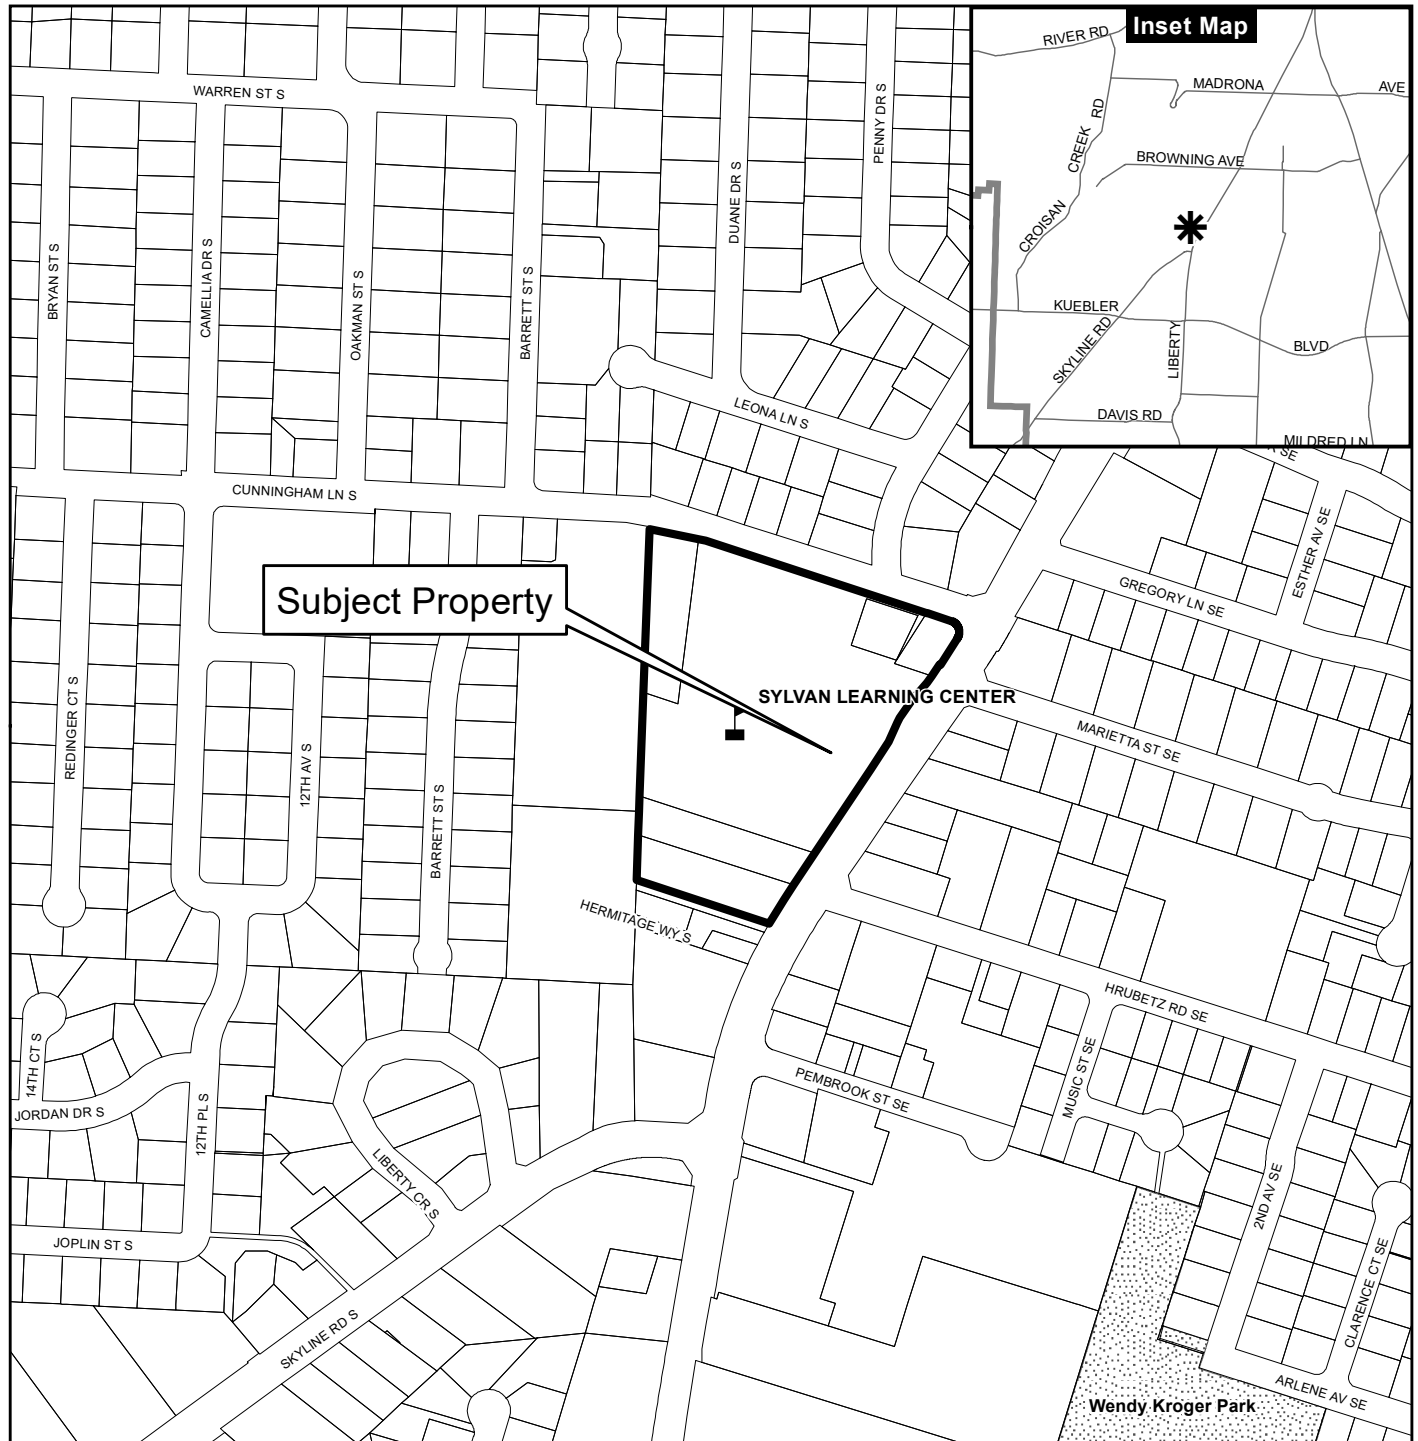 Inset Map
RIVER RD
MADRONA
AVE
CREEK
RD
BROWNING AVE
CROISAN
KUEBLER
BLVD
SKYLINE RD
LIBERTY
DAVIS RD
MILDRED LN
SE
WARREN ST S
PENNY DR S
DUANE DR S
BRYAN ST S
CAMELLIA DR S
OAKMAN ST S
BARRETT ST S
LEONA LN S
CUNNINGHAM LN S
ESTHER AV SE
GREGORY LN SE
Subject Property
SYLVAN LEARNING CENTER
REDINGER CT S
12TH AV S
BARRETT ST S
MARIETTA ST SE
HERMITAGE WY S
HRUBETZ RD SE
14TH CT S
JORDAN DR S
12TH PL S
PEMBROOK ST SE
MUSIC ST SE
LIBERTY CR S
2ND AV SE
JOPLIN ST S
CLARENCE CT SE
SKYLINE RD S
ARLENE AV SE
Wendy Kroger Park